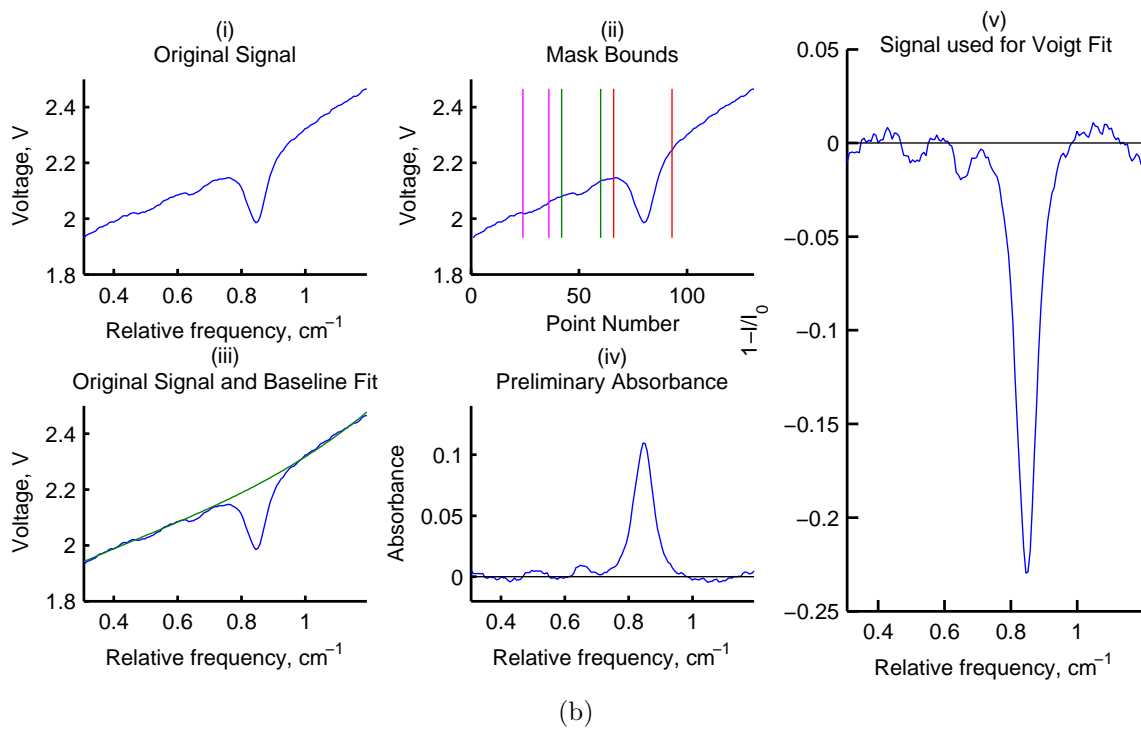 (i)
Original Signal
2.4
2.2
2
1.8
Voltage, V
0.4 0.6 0.8 1
Relative frequency, cm⁻¹
(ii)
Mask Bounds
2.4
2.2
2
1.8
Voltage, V
0 50 100
Point Number
(iii)
Original Signal and Baseline Fit
2.4
2.2
2
1.8
Voltage, V
0.4 0.6 0.8 1
Relative frequency, cm⁻¹
(iv)
Preliminary Absorbance
0.1
0.05
0
Absorbance
0.4 0.6 0.8 1
Relative frequency, cm⁻¹
(v)
Signal used for Voigt Fit
0.05
0
−0.05
−0.1
−0.15
−0.2
−0.25
1−I/I₀
0.4 0.6 0.8 1
Relative frequency, cm⁻¹
(b)